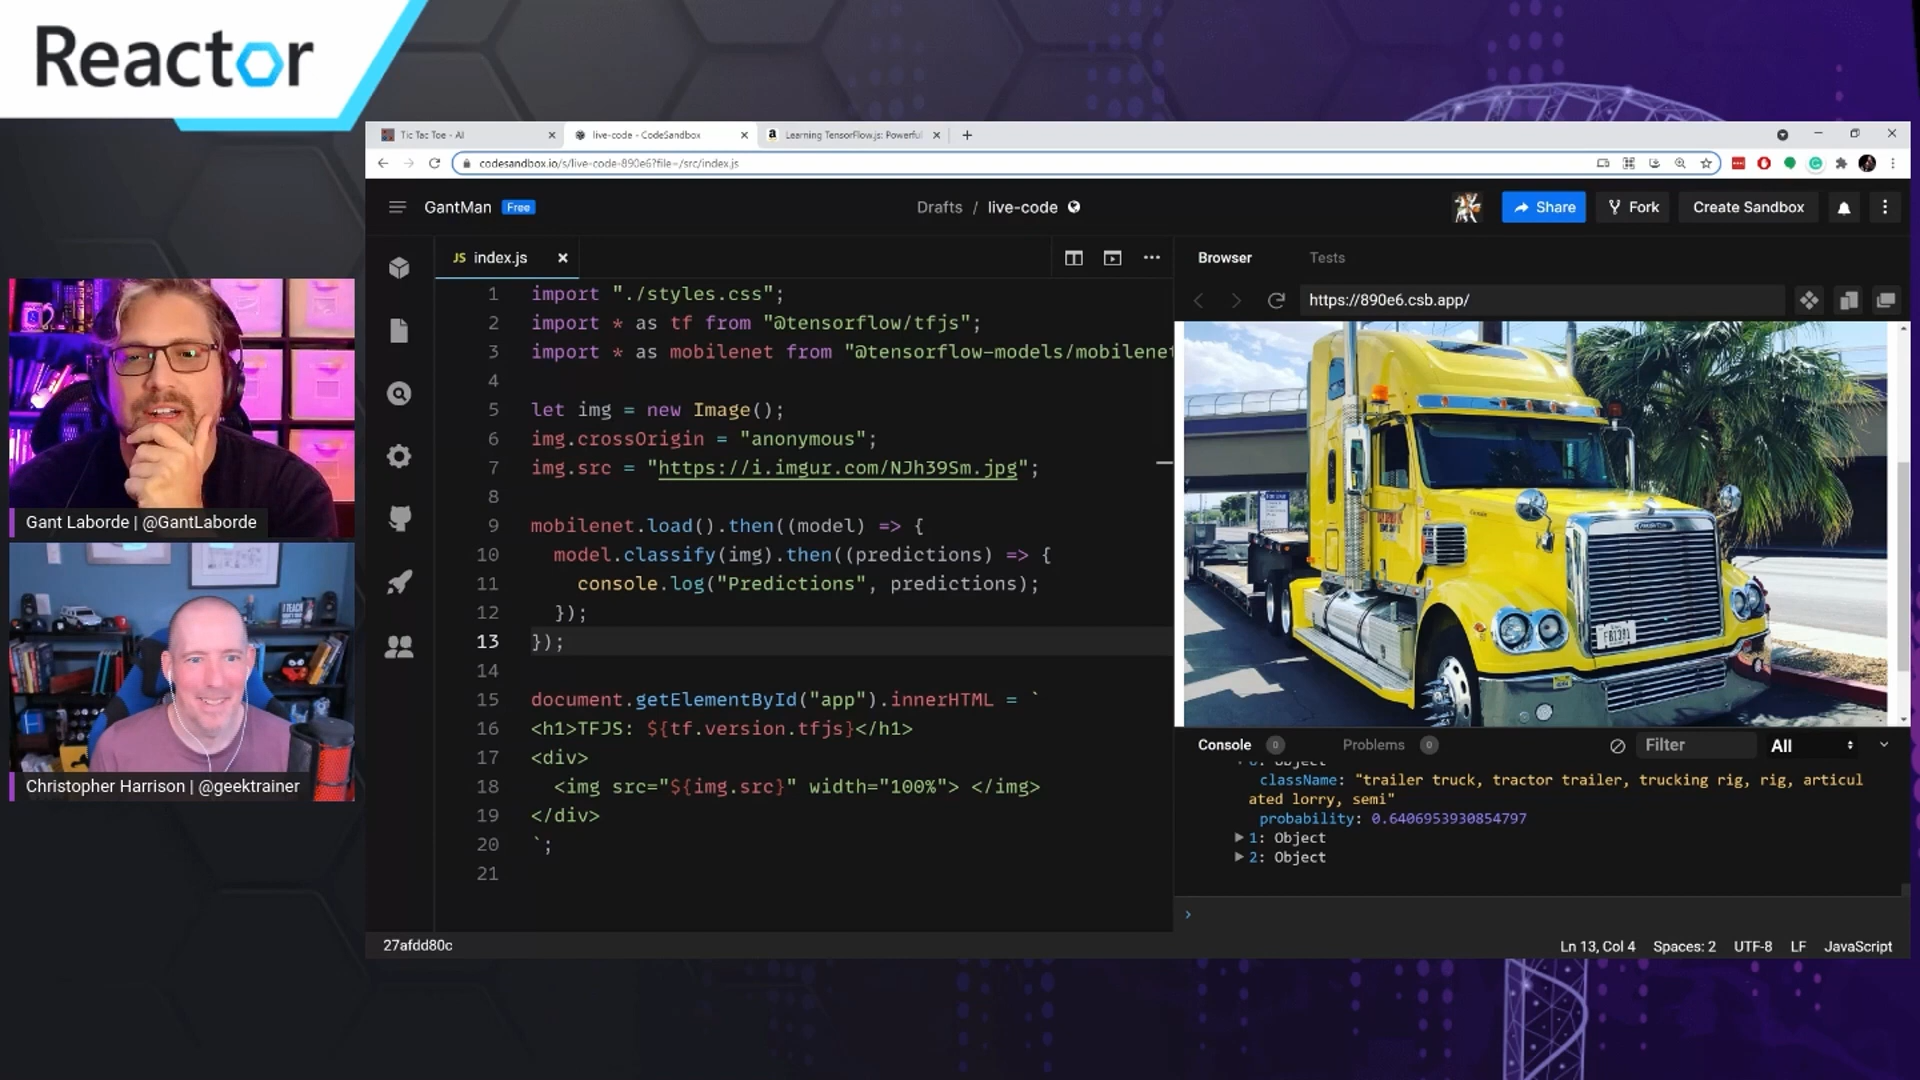 Reactor
Tic Tac Toe - AI
live-code - CodeSandbox
Learning TensorFlow.js: Powerful
codesandbox.io/s/live-code-890e6?file=/src/index.js
GantMan Free
Drafts / live-code
Share
Fork
Create Sandbox
JS index.js
Browser
Tests
https://890e6.csb.app/
1 import "./styles.css";
2 import * as tf from "@tensorflow/tfjs";
3 import * as mobilenet from "@tensorflow-models/mobilenet
4
5 let img = new Image();
6 img.crossOrigin = "anonymous";
7 img.src = "https://i.imgur.com/NJh39Sm.jpg";
8
9 mobilenet.load().then((model) => {
10 model.classify(img).then((predictions) => {
11 console.log("Predictions", predictions);
12 });
13 });
14
15 document.getElementById("app").innerHTML = `
16 <h1>TFJS: ${tf.version.tfjs}</h1>
17 <div>
18 <img src="${img.src}" width="100%"> </img>
19 </div>
20 `;
21
Gant Laborde | @GantLaborde
I TEACH
Christopher Harrison | @geektrainer
Console 0
Problems 0
Filter
All
0: Object
className: "trailer truck, tractor trailer, trucking rig, rig, articul
ated lorry, semi"
probability: 0.6406953930854797
1: Object
2: Object
27afdd80c
Ln 13, Col 4
Spaces: 2
UTF-8
LF
JavaScript